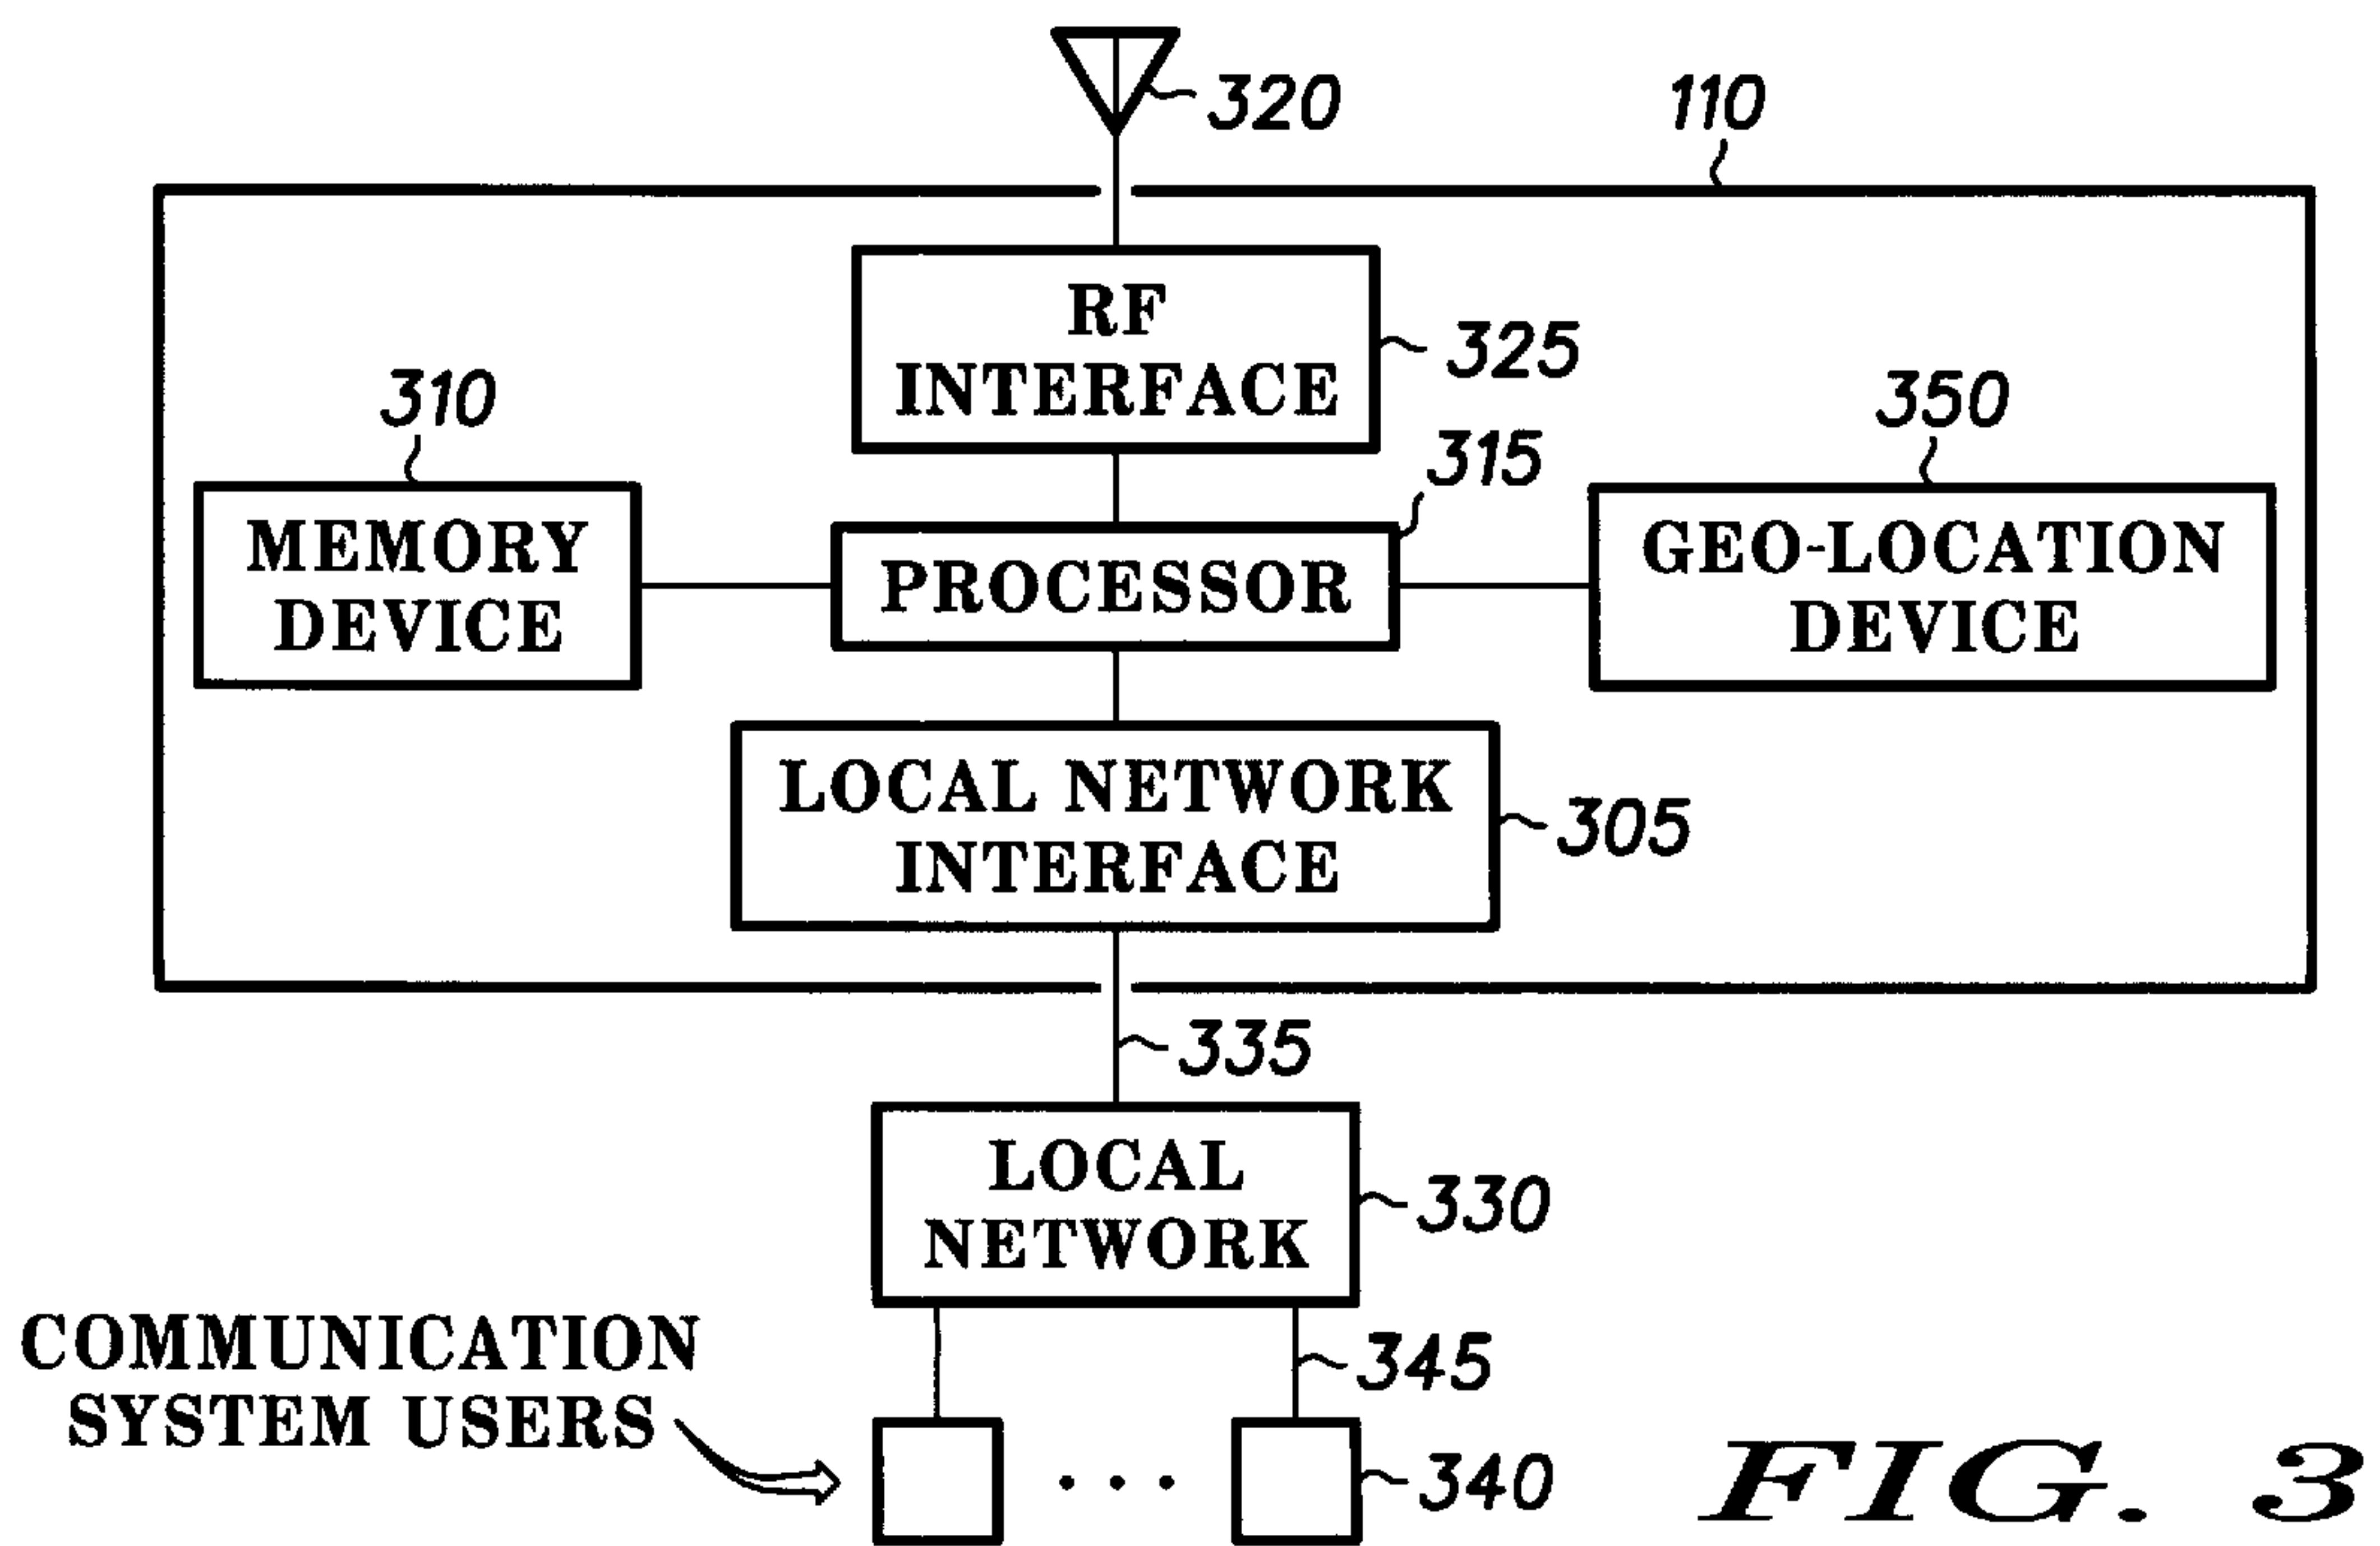 320
110
RF
INTERFACE
325
310
350
315
MEMORY
DEVICE
PROCESSOR
GEO-LOCATION
DEVICE
LOCAL NETWORK
INTERFACE
305
335
LOCAL
NETWORK
330
COMMUNICATION
SYSTEM USERS
345
340
FIG. 3